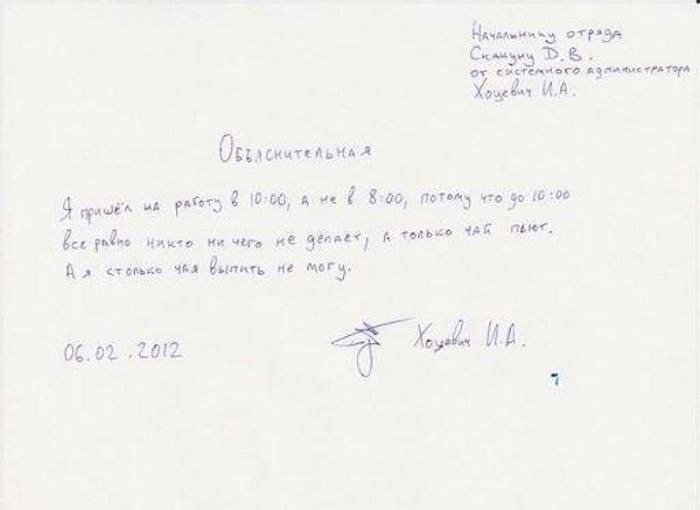 Начальнику отряда
Скакуну Д.В.
от системного администратора
Хоцевич И.А.
Объяснительная
Я пришёл на работу в 10:00, а не в 8:00, потому что до 10:00
все равно никто ни чего не делает, а только чай пьют.
А я столько чая выпить не могу.
06.02.2012 Хоцевич И.А.